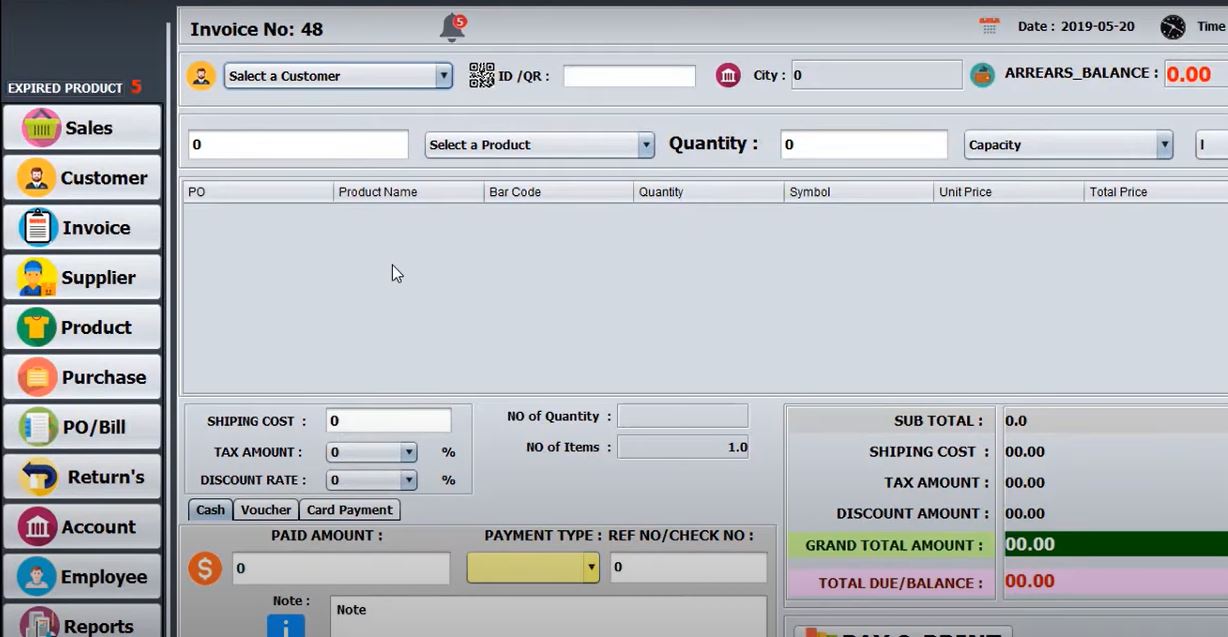 Invoice No: 48
5
Date : 2019-05-20
Time
EXPIRED PRODUCT 5
Salect a Customer
ID /QR :
City : 0
ARREARS_BALANCE : 0.00
Sales
Customer
Invoice
Supplier
Product
Purchase
PO/Bill
Return's
Account
Employee
Reports
0
Select a Product
Quantity : 0
Capacity
PO Product Name Bar Code Quantity Symbol Unit Price Total Price
SHIPING COST : 0
TAX AMOUNT : 0 %
DISCOUNT RATE : 0 %
NO of Quantity :
NO of Items : 1.0
Cash Voucher Card Payment
PAID AMOUNT : PAYMENT TYPE : REF NO/CHECK NO :
0 0
Note : Note
SUB TOTAL : 0.0
SHIPING COST : 00.00
TAX AMOUNT : 00.00
DISCOUNT AMOUNT : 00.00
GRAND TOTAL AMOUNT : 00.00
TOTAL DUE/BALANCE : 00.00